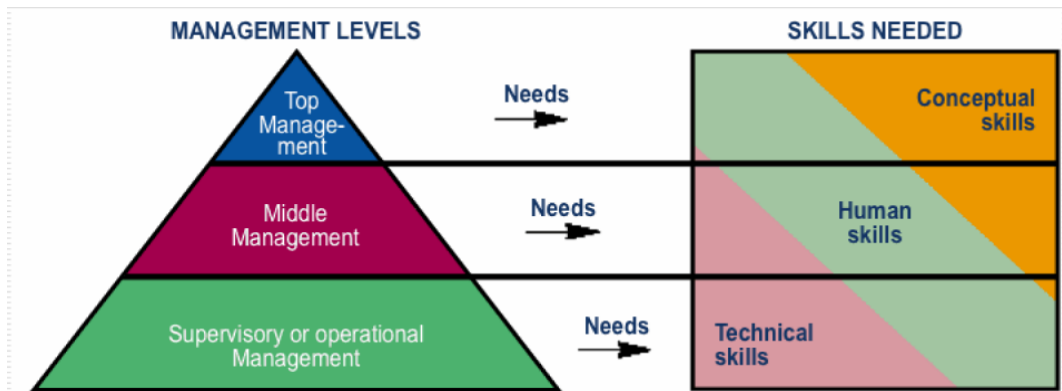 MANAGEMENT LEVELS
SKILLS NEEDED
Top
Manage-
ment
Needs
Conceptual
skills
Middle
Management
Needs
Human
skills
Supervisory or operational
Management
Needs
Technical
skills